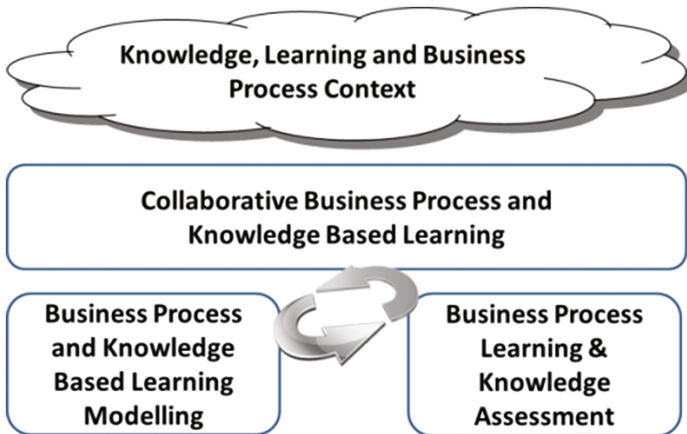 Knowledge, Learning and Business
Process Context
Collaborative Business Process and
Knowledge Based Learning
Business Process
and Knowledge
Based Learning
Modelling
Business Process
Learning &
Knowledge
Assessment